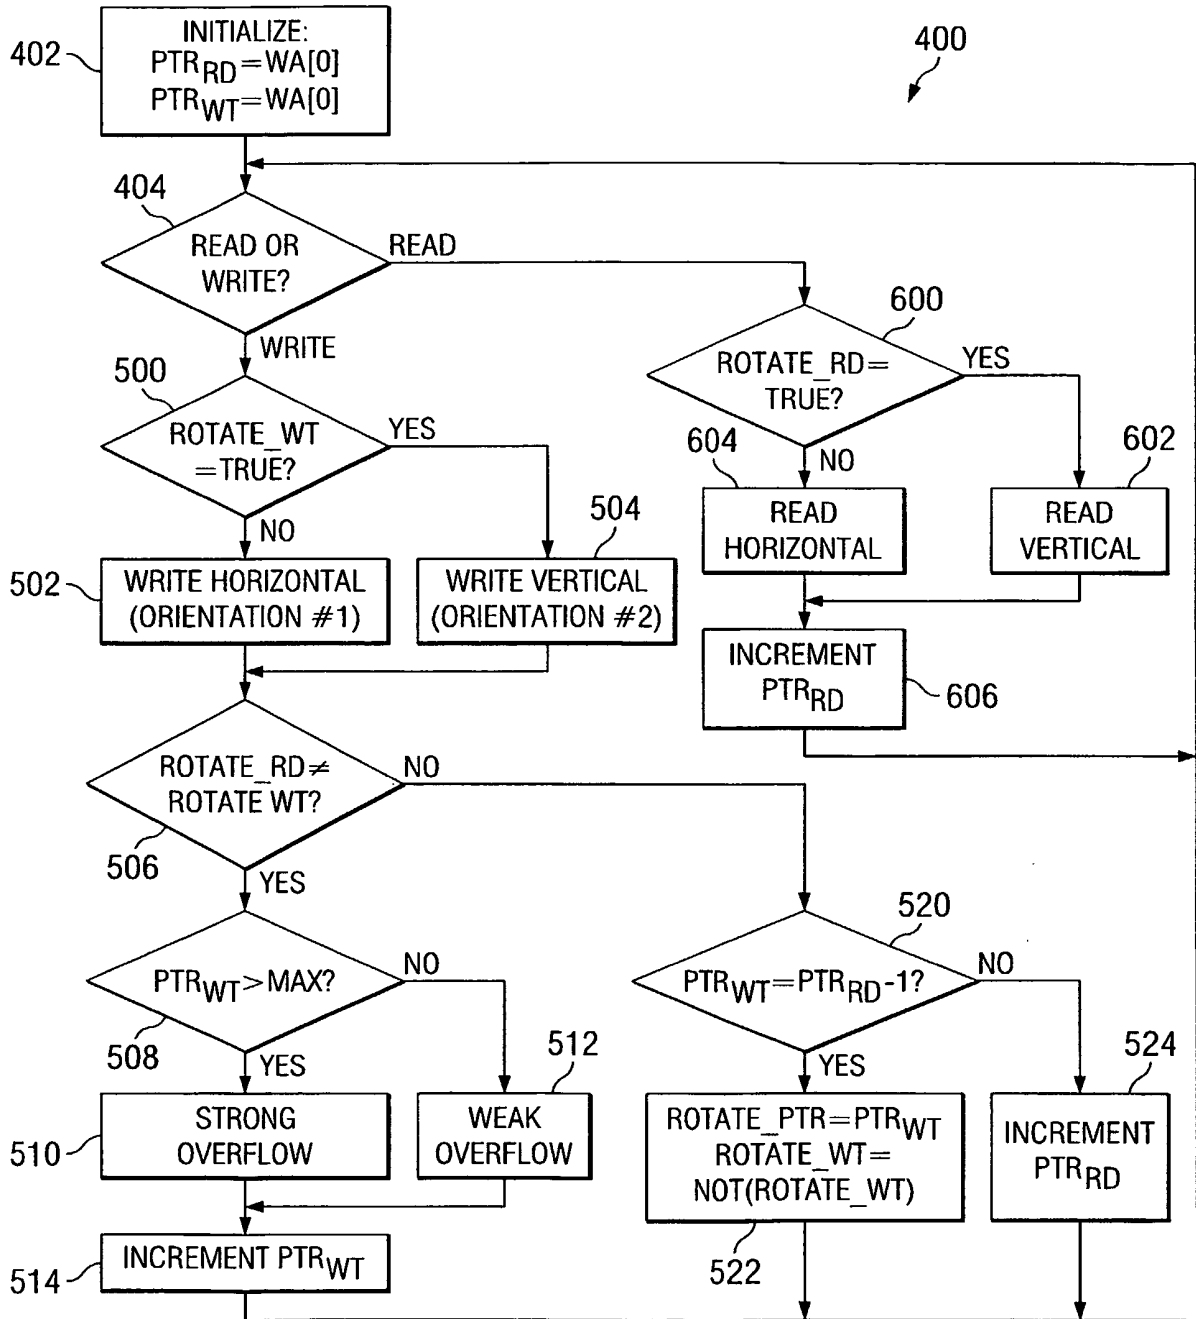 INITIALIZE:
PTRRD=WA[0]
PTRWT=WA[0]
402
400
404
READ OR
WRITE?
READ
WRITE
600
ROTATE_RD=
TRUE?
YES
NO
500
ROTATE_WT
=TRUE?
YES
NO
604
READ
HORIZONTAL
602
READ
VERTICAL
504
502
WRITE HORIZONTAL
(ORIENTATION #1)
WRITE VERTICAL
(ORIENTATION #2)
INCREMENT
PTRRD
606
ROTATE_RD≠
ROTATE WT?
NO
506
YES
520
PTRWT>MAX?
NO
508
YES
PTRWT=PTRRD-1?
NO
YES
512
524
510
STRONG
OVERFLOW
WEAK
OVERFLOW
ROTATE_PTR=PTRWT
ROTATE_WT=
NOT(ROTATE_WT)
INCREMENT
PTRRD
514
INCREMENT PTRWT
522